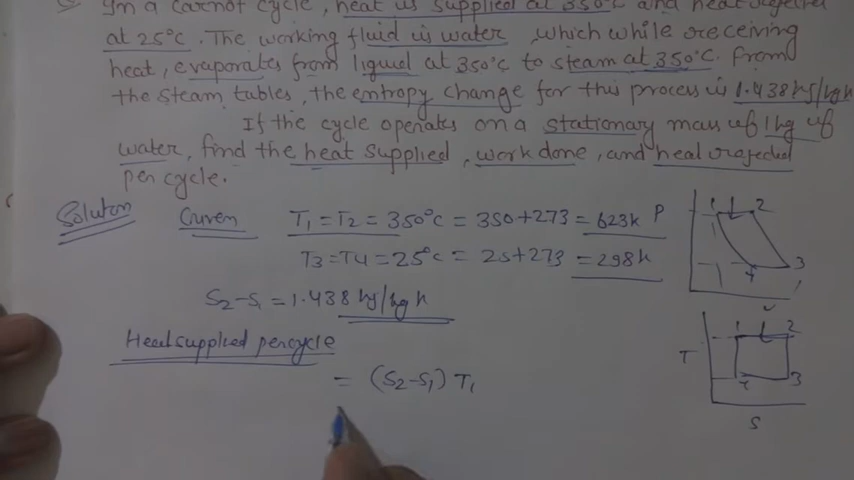 In a carnot cycle, heat is supplied at 350°C and heat rejected
at 25°C. The working fluid is water, which while receiving
heat, evaporates from liquid at 350°C to steam at 350°C. From
the steam tables, the entropy change for this process is 1.438 kJ/kgK
If the cycle operates on a stationary mass of 1 kg of
water, find the heat supplied, work done, and heat rejected
per cycle.
Soluton Given T1 = T2 = 350°C = 350+273 = 623K
T3 = T4 = 25°C = 25+273 = 298K
S2-S1 = 1.438 kJ/kgK
Heat supplied per cycle
= (S2-S1) T1
P
1 2
4 3
V
T
1 2
4 3
S